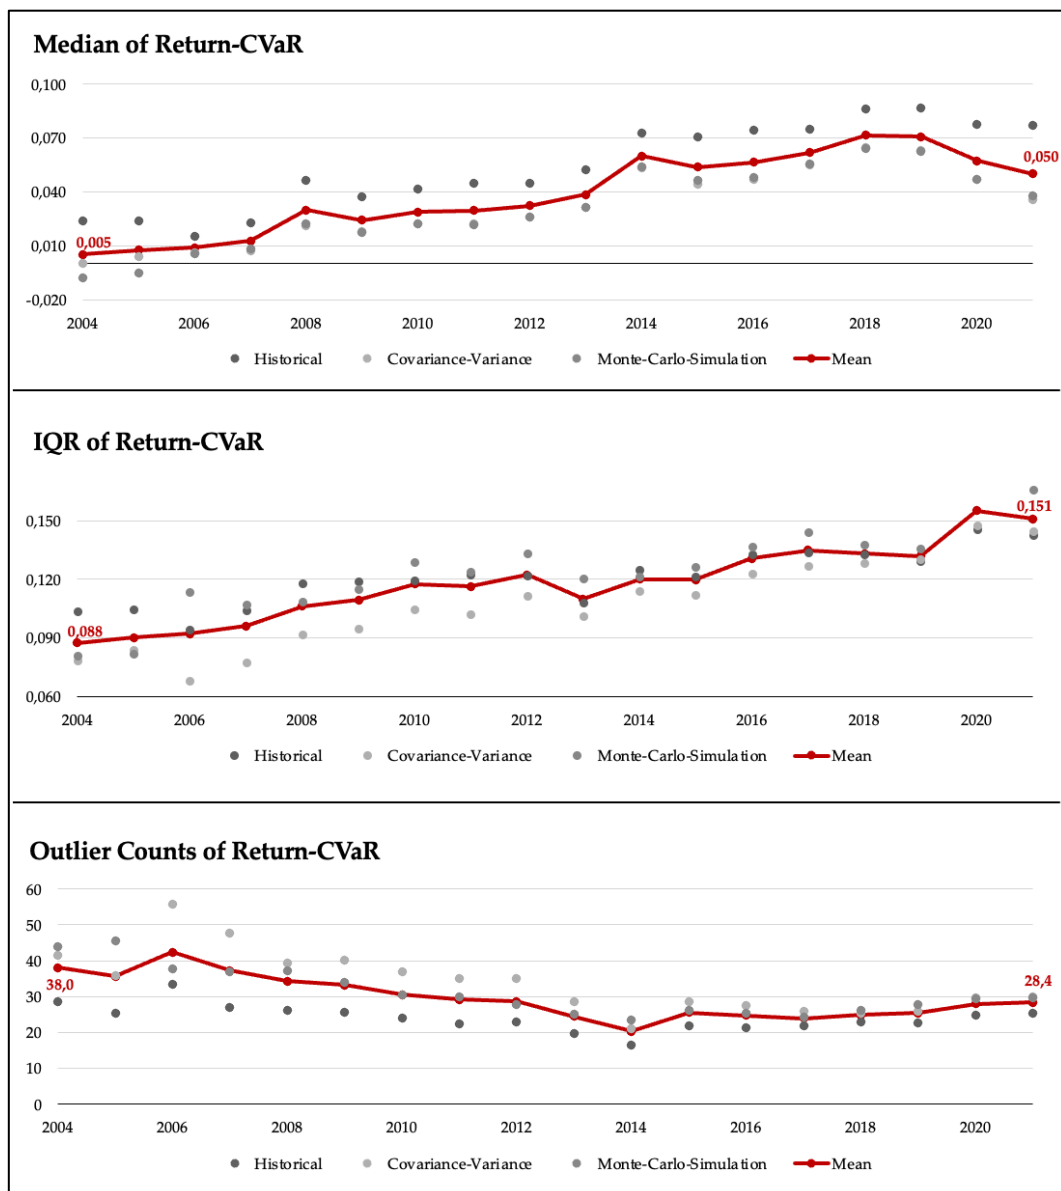 Median of Return-CVaR
0,100
0,070
0,040
0,010
-0,020
0,005
0,050
2004 2006 2008 2010 2012 2014 2016 2018 2020
Historical Covariance-Variance Monte-Carlo-Simulation Mean
IQR of Return-CVaR
0,150
0,120
0,090
0,060
0,088
0,151
2004 2006 2008 2010 2012 2014 2016 2018 2020
Historical Covariance-Variance Monte-Carlo-Simulation Mean
Outlier Counts of Return-CVaR
60
50
40
30
20
10
0
38,0
28,4
2004 2006 2008 2010 2012 2014 2016 2018 2020
Historical Covariance-Variance Monte-Carlo-Simulation Mean